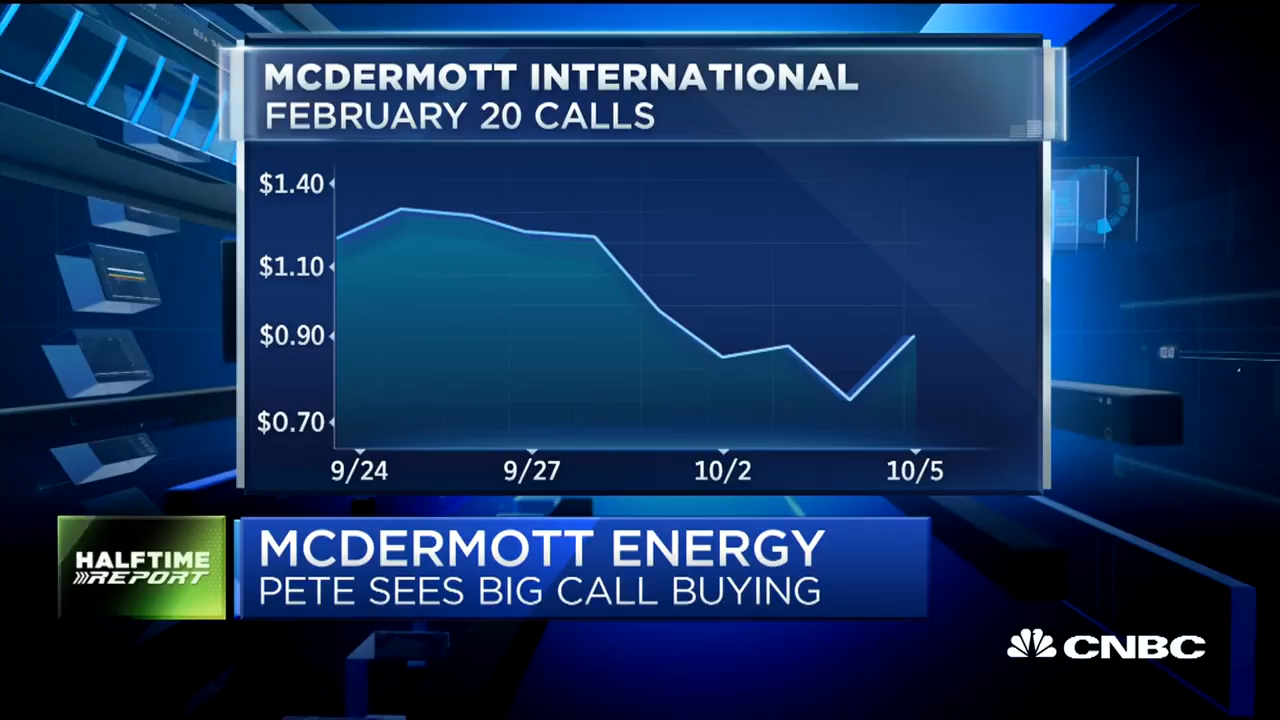 MCDERMOTT INTERNATIONAL
FEBRUARY 20 CALLS
$1.40
$1.10
$0.90
$0.70
9/24 9/27 10/2 10/5
HALFTIME
REPORT
MCDERMOTT ENERGY
PETE SEES BIG CALL BUYING
CNBC